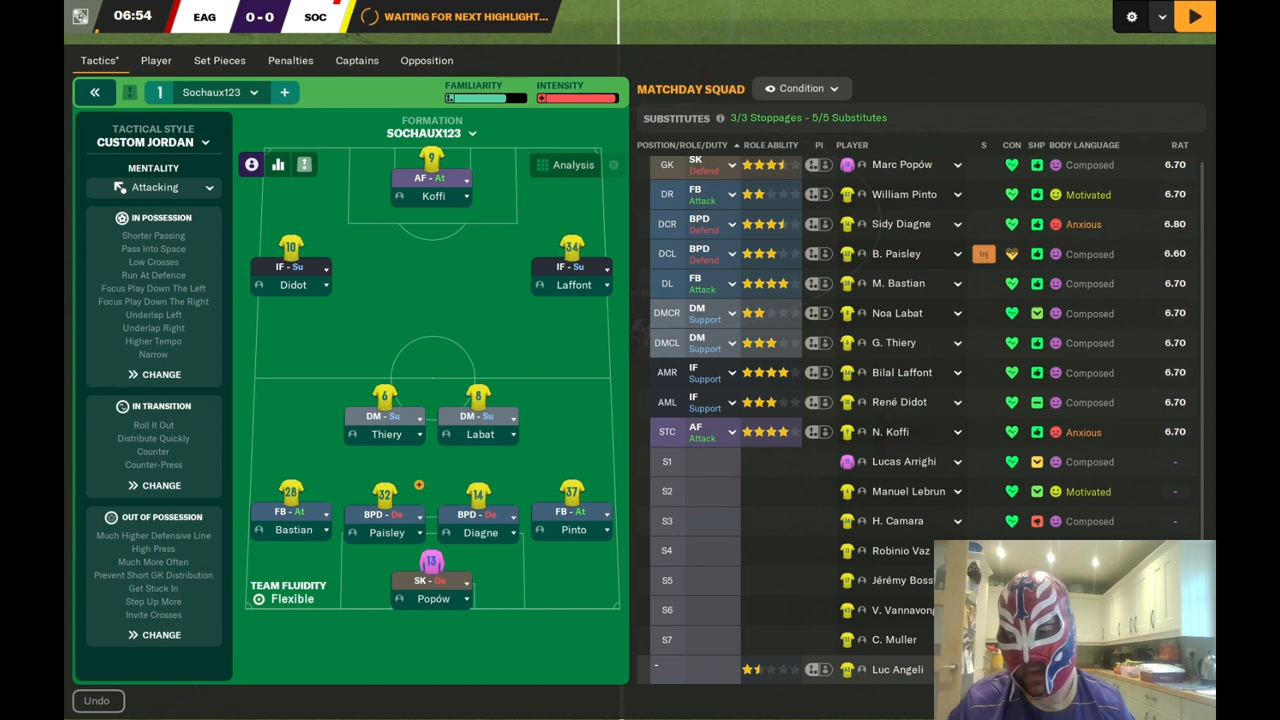 06:54 EAG 0 - 0 SOC WAITING FOR NEXT HIGHLIGHT...
Tactics* Player Set Pieces Penalties Captains Opposition
1 Sochaux123 +
FAMILIARITY INTENSITY
TACTICAL STYLE
CUSTOM JORDAN
MENTALITY
Attacking
IN POSSESSION
Shorter Passing
Pass Into Space
Low Crosses
Run At Defence
Focus Play Down The Left
Focus Play Down The Right
Underlap Left
Underlap Right
Higher Tempo
Narrow
CHANGE
IN TRANSITION
Roll It Out
Distribute Quickly
Counter
Counter-Press
CHANGE
OUT OF POSSESSION
Much Higher Defensive Line
High Press
Much More Often
Prevent Short GK Distribution
Get Stuck In
Step Up More
Invite Crosses
CHANGE
FORMATION
SOCHAUX123
Analysis
9
AF - At
Koffi
10 34
IF - Su IF - Su
Didot Laffont
6 8
DM - Su DM - Su
Thiery Labat
28 32 14 37
FB - At BPD - De BPD - De FB - At
Bastian Paisley Diagne Pinto
13
SK - De
Popów
TEAM FLUIDITY
Flexible
Undo
MATCHDAY SQUAD Condition
SUBSTITUTES 3/3 Stoppages - 5/5 Substitutes
POSITION/ROLE/DUTY ROLE ABILITY PI PLAYER S CON SHP BODY LANGUAGE RAT
GK SK Defend Marc Popów Composed 6.70
DR FB Attack William Pinto Motivated 6.70
DCR BPD Defend Sidy Diagne Anxious 6.80
DCL BPD Defend B. Paisley Inj Composed 6.60
DL FB Attack M. Bastian Composed 6.70
DMCR DM Support Noa Labat Composed 6.70
DMCL DM Support G. Thiery Composed 6.70
AMR IF Support Bilal Laffont Composed 6.70
AML IF Support René Didot Composed 6.70
STC AF Attack N. Koffi Anxious 6.70
S1 Lucas Arrighi Composed -
S2 Manuel Lebrun Motivated -
S3 H. Camara Composed -
S4 Robinio Vaz
S5 Jérémy Boss
S6 V. Vannavong
S7 C. Muller
- Luc Angeli